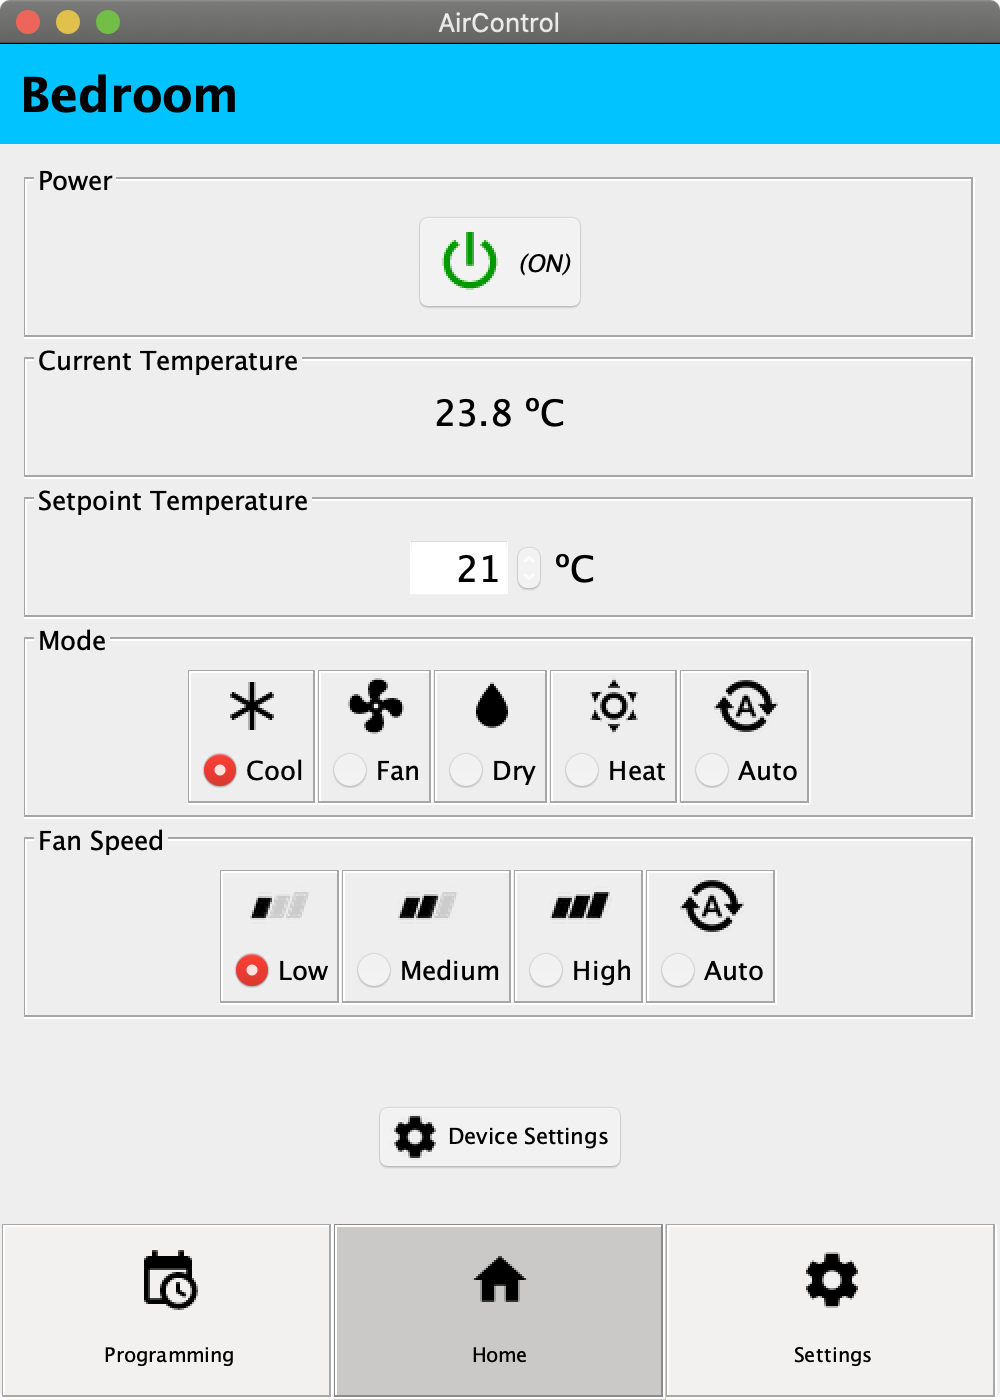 AirControl
Bedroom
Power
(ON)
Current Temperature
23.8 ºC
Setpoint Temperature
21 ºC
Mode
A
Cool Fan Dry Heat Auto
Fan Speed
A
Low Medium High Auto
Device Settings
Programming Home Settings